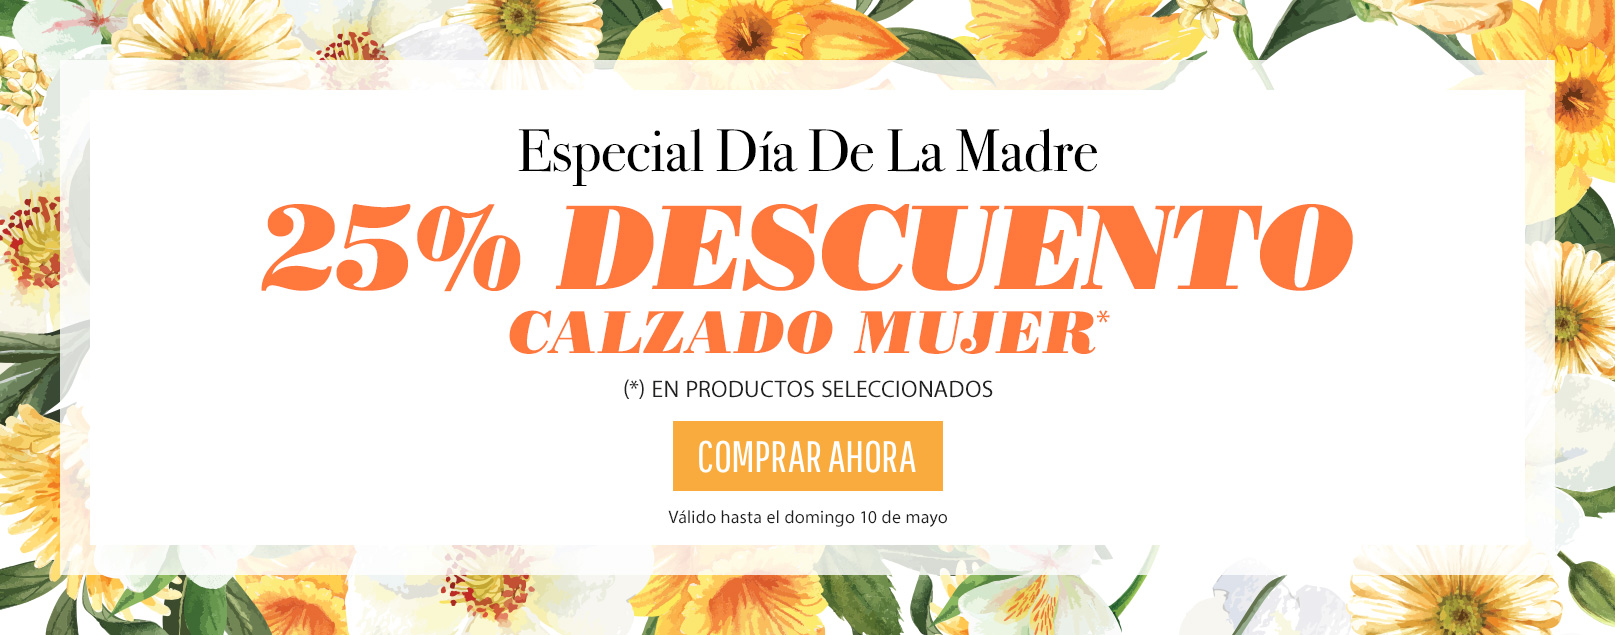 Especial Día De La Madre
25% DESCUENTO
CALZADO MUJER*
(*) EN PRODUCTOS SELECCIONADOS
COMPRAR AHORA
Válido hasta el domingo 10 de mayo